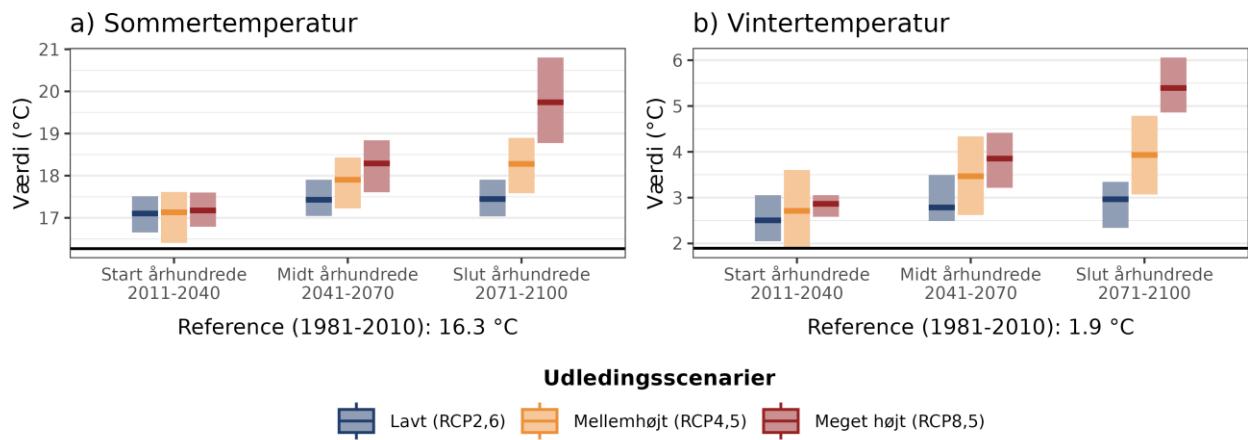 a) Sommertemperatur
b) Vintertemperatur
Værdi (°C)
21
20
19
18
17
Værdi (°C)
6
5
4
3
2
Start århundrede
2011-2040
Midt århundrede
2041-2070
Slut århundrede
2071-2100
Start århundrede
2011-2040
Midt århundrede
2041-2070
Slut århundrede
2071-2100
Reference (1981-2010): 16.3 °C
Reference (1981-2010): 1.9 °C
Udledingsscenarier
Lavt (RCP2,6)
Mellemhøjt (RCP4,5)
Meget højt (RCP8,5)